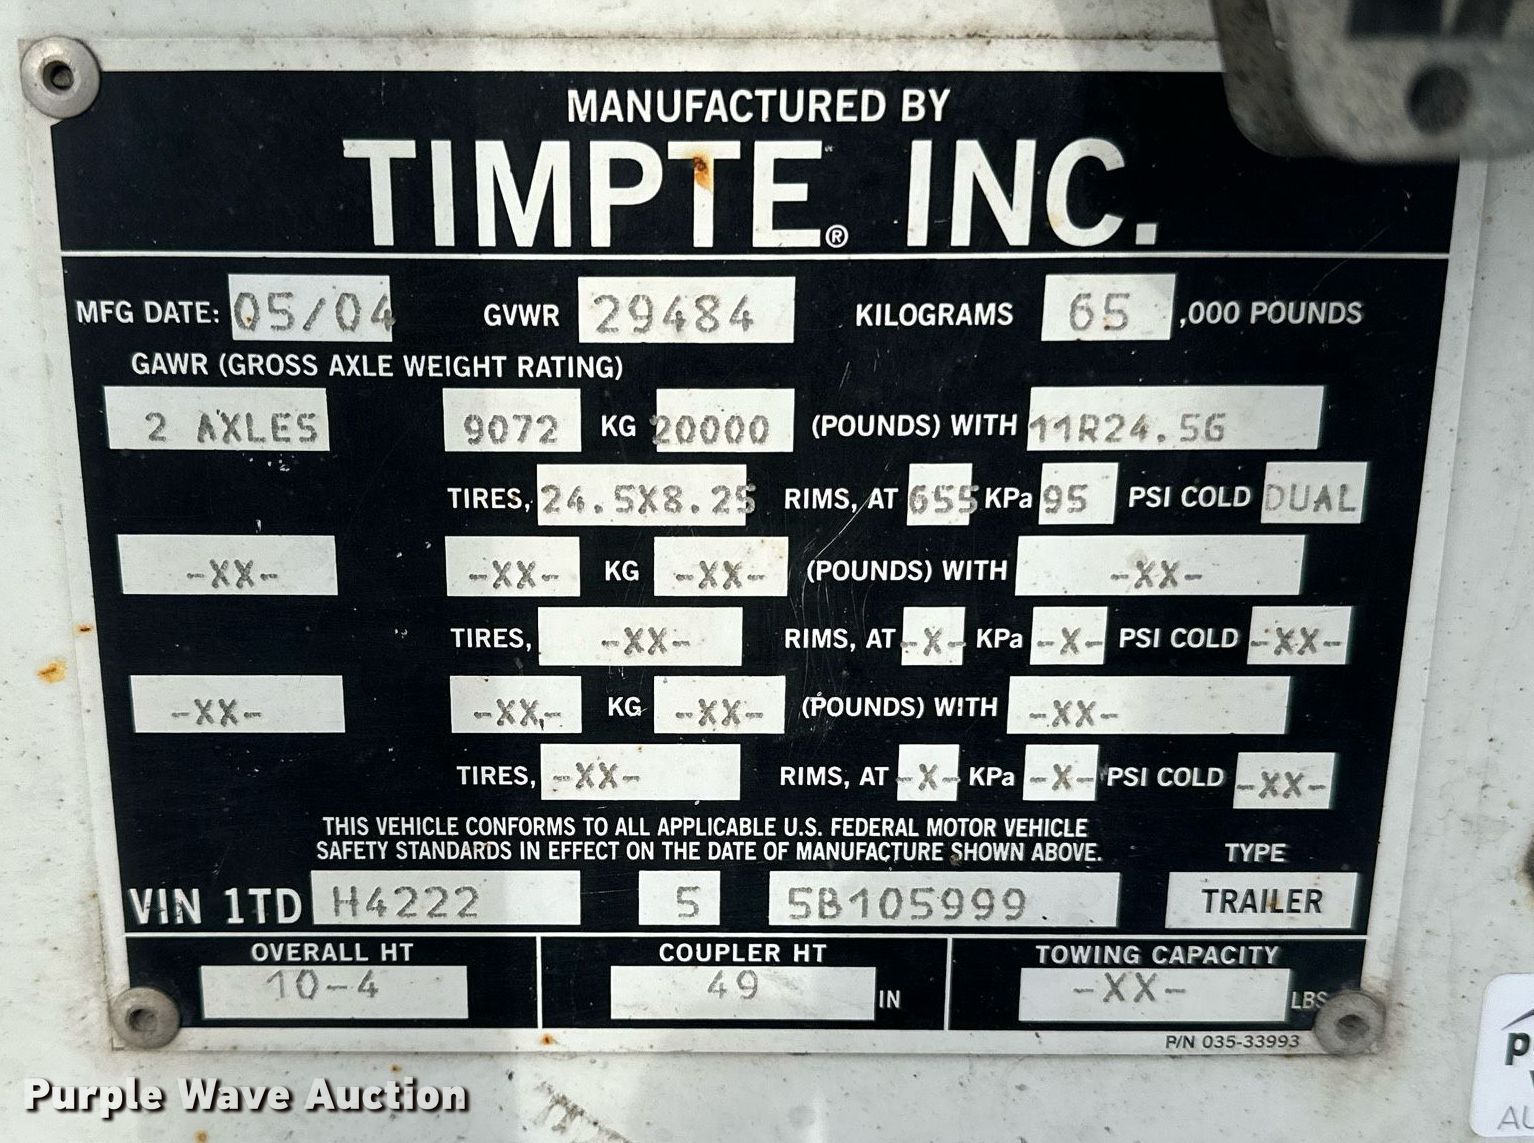 MANUFACTURED BY
TIMPTE® INC.
MFG DATE: 05/04 GVWR 29484 KILOGRAMS 65 ,000 POUNDS
GAWR (GROSS AXLE WEIGHT RATING)
2 AXLES 9072 KG 20000 (POUNDS) WITH 11R24.5G
TIRES, 24.5X8.25 RIMS, AT 655 KPa 95 PSI COLD DUAL
-XX- -XX- KG -XX- (POUNDS) WITH -XX-
TIRES, -XX- RIMS, AT -X- KPa -X- PSI COLD -XX-
-XX- -XX- KG -XX- (POUNDS) WITH -XX-
TIRES, -XX- RIMS, AT -X- KPa -X- PSI COLD -XX-
THIS VEHICLE CONFORMS TO ALL APPLICABLE U.S. FEDERAL MOTOR VEHICLE
SAFETY STANDARDS IN EFFECT ON THE DATE OF MANUFACTURE SHOWN ABOVE. TYPE
VIN 1TD H4222 5 5B105999 TRAILER
OVERALL HT COUPLER HT TOWING CAPACITY
10-4 49 IN -XX- LBS
P/N 035-33993
Purple Wave Auction